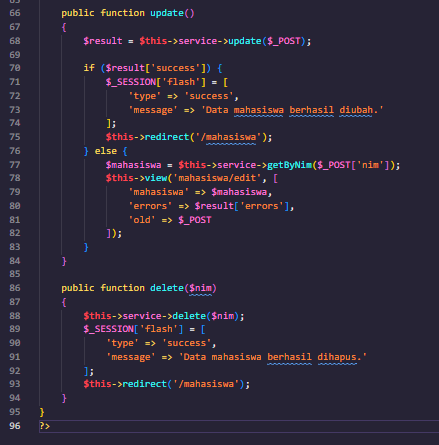 65
66 public function update()
67 {
68 $result = $this->service->update($_POST);
69
70 if ($result['success']) {
71 $_SESSION['flash'] = [
72 'type' => 'success',
73 'message' => 'Data mahasiswa berhasil diubah.'
74 ];
75 $this->redirect('/mahasiswa');
76 } else {
77 $mahasiswa = $this->service->getByNim($_POST['nim']);
78 $this->view('mahasiswa/edit', [
79 'mahasiswa' => $mahasiswa,
80 'errors' => $result['errors'],
81 'old' => $_POST
82 ]);
83 }
84 }
85
86 public function delete($nim)
87 {
88 $this->service->delete($nim);
89 $_SESSION['flash'] = [
90 'type' => 'success',
91 'message' => 'Data mahasiswa berhasil dihapus.'
92 ];
93 $this->redirect('/mahasiswa');
94 }
95 }
96 ?>